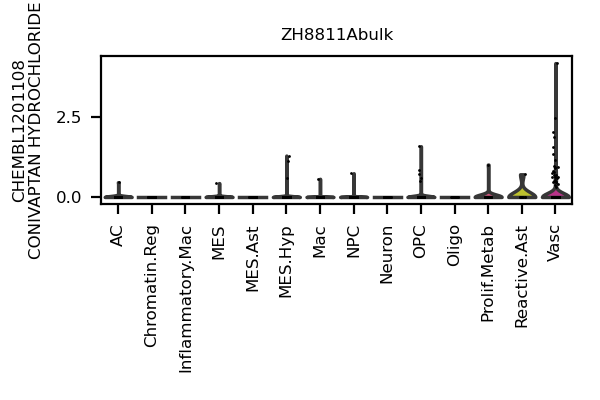 ZH8811Abulk
CHEMBL1201108
CONIVAPTAN HYDROCHLORIDE
2.5
0.0
AC
Chromatin.Reg
Inflammatory.Mac
MES
MES.Ast
MES.Hyp
Mac
NPC
Neuron
OPC
Oligo
Prolif.Metab
Reactive.Ast
Vasc